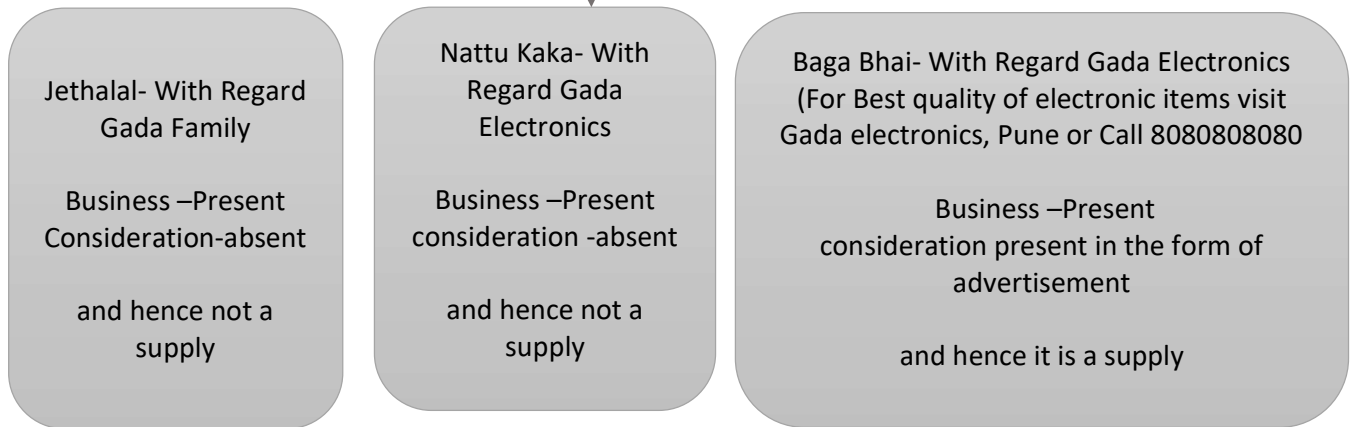 Jethalal- With Regard
Gada Family
Business –Present
Consideration-absent
and hence not a
supply
Nattu Kaka- With
Regard Gada
Electronics
Business –Present
consideration -absent
and hence not a
supply
Baga Bhai- With Regard Gada Electronics
(For Best quality of electronic items visit
Gada electronics, Pune or Call 8080808080
Business –Present
consideration present in the form of
advertisement
and hence it is a supply